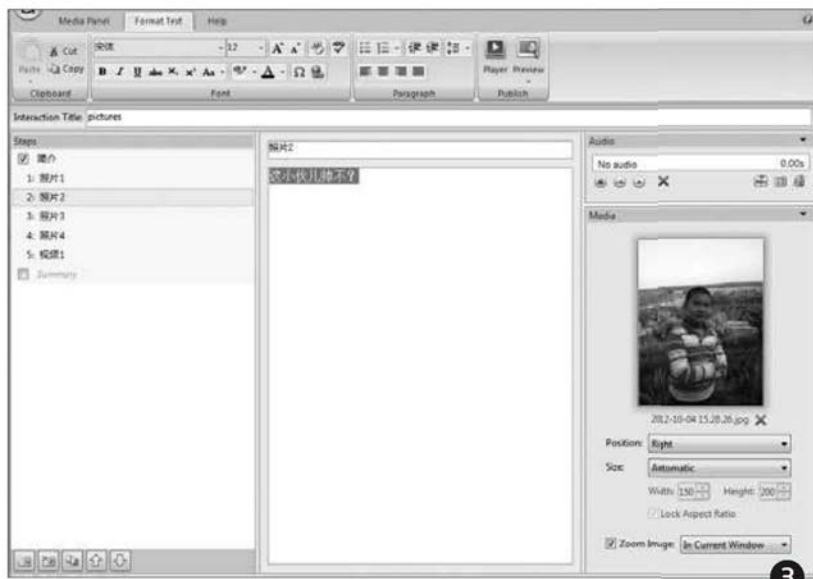 Media Panel Format Text Help
Cut 宋体 12
Paste Copy B I U abc X₂ x² Aa A Ω Player Preview
Clipboard Font Paragraph Publish
Interaction Title: pictures
Steps 照片2 Audio
简介 这小伙儿帅不? No audio 0.00s
1: 照片1
2: 照片2
3: 照片3 Media
4: 照片4
5: 视频1
Summary
2012-10-04 15.28.26.jpg
Position: Right
Size: Automatic
Width: 150 Height: 200
Lock Aspect Ratio
Zoom Image: In Current Window
3